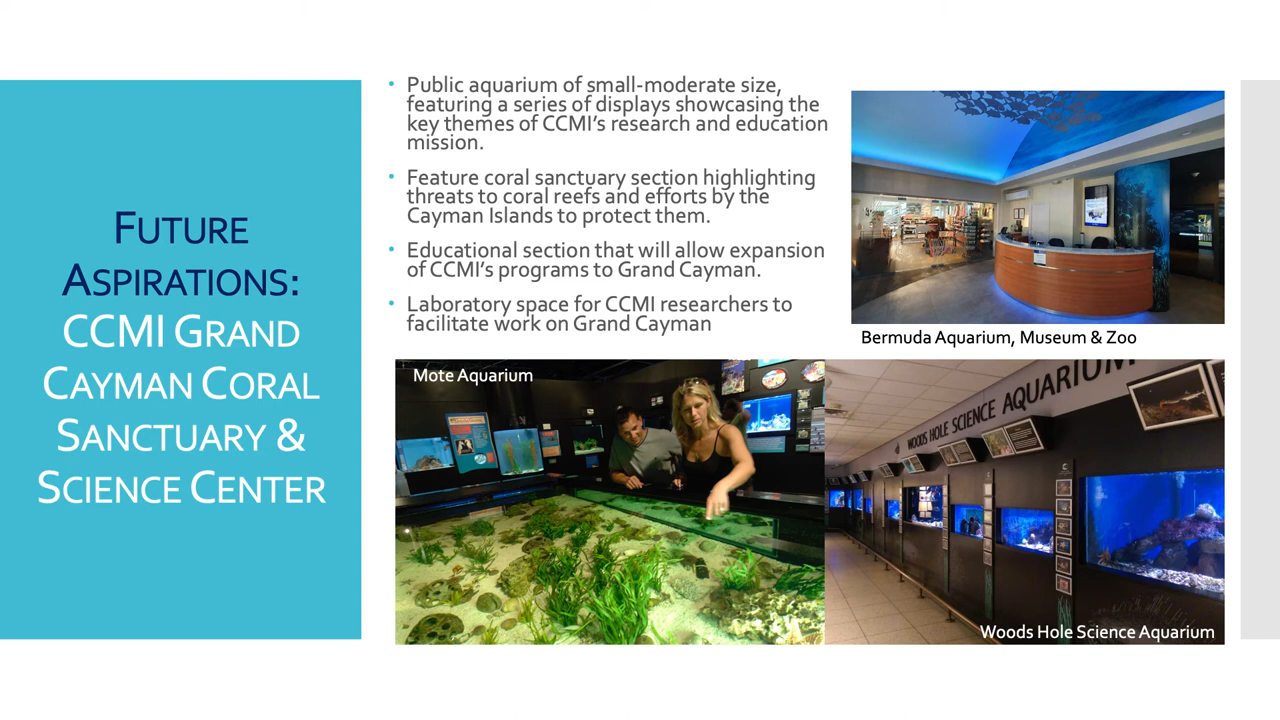 Future
Aspirations:
CCMI Grand
Cayman Coral
Sanctuary &
Science Center
• Public aquarium of small-moderate size,
featuring a series of displays showcasing the
key themes of CCMI's research and education
mission.
• Feature coral sanctuary section highlighting
threats to coral reefs and efforts by the
Cayman Islands to protect them.
• Educational section that will allow expansion
of CCMI's programs to Grand Cayman.
• Laboratory space for CCMI researchers to
facilitate work on Grand Cayman
Bermuda Aquarium, Museum & Zoo
Mote Aquarium
WOODS HOLE SCIENCE AQUARIUM
Woods Hole Science Aquarium